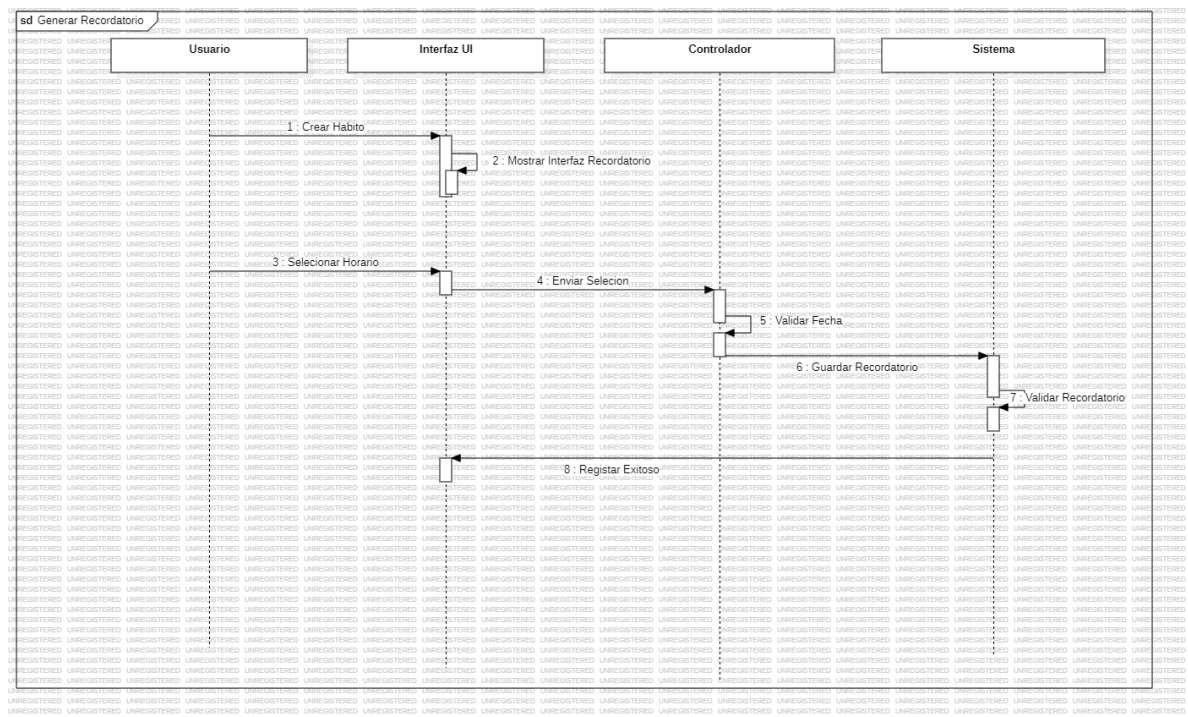 sd Generar Recordatorio
Usuario
Interfaz UI
Controlador
Sistema
1 : Crear Habito
2 : Mostrar Interfaz Recordatorio
3 : Selecionar Horario
4 : Enviar Selecion
5 : Validar Fecha
6 : Guardar Recordatorio
7 : Validar Recordatorio
8 : Registar Exitoso
UNREGISTERED